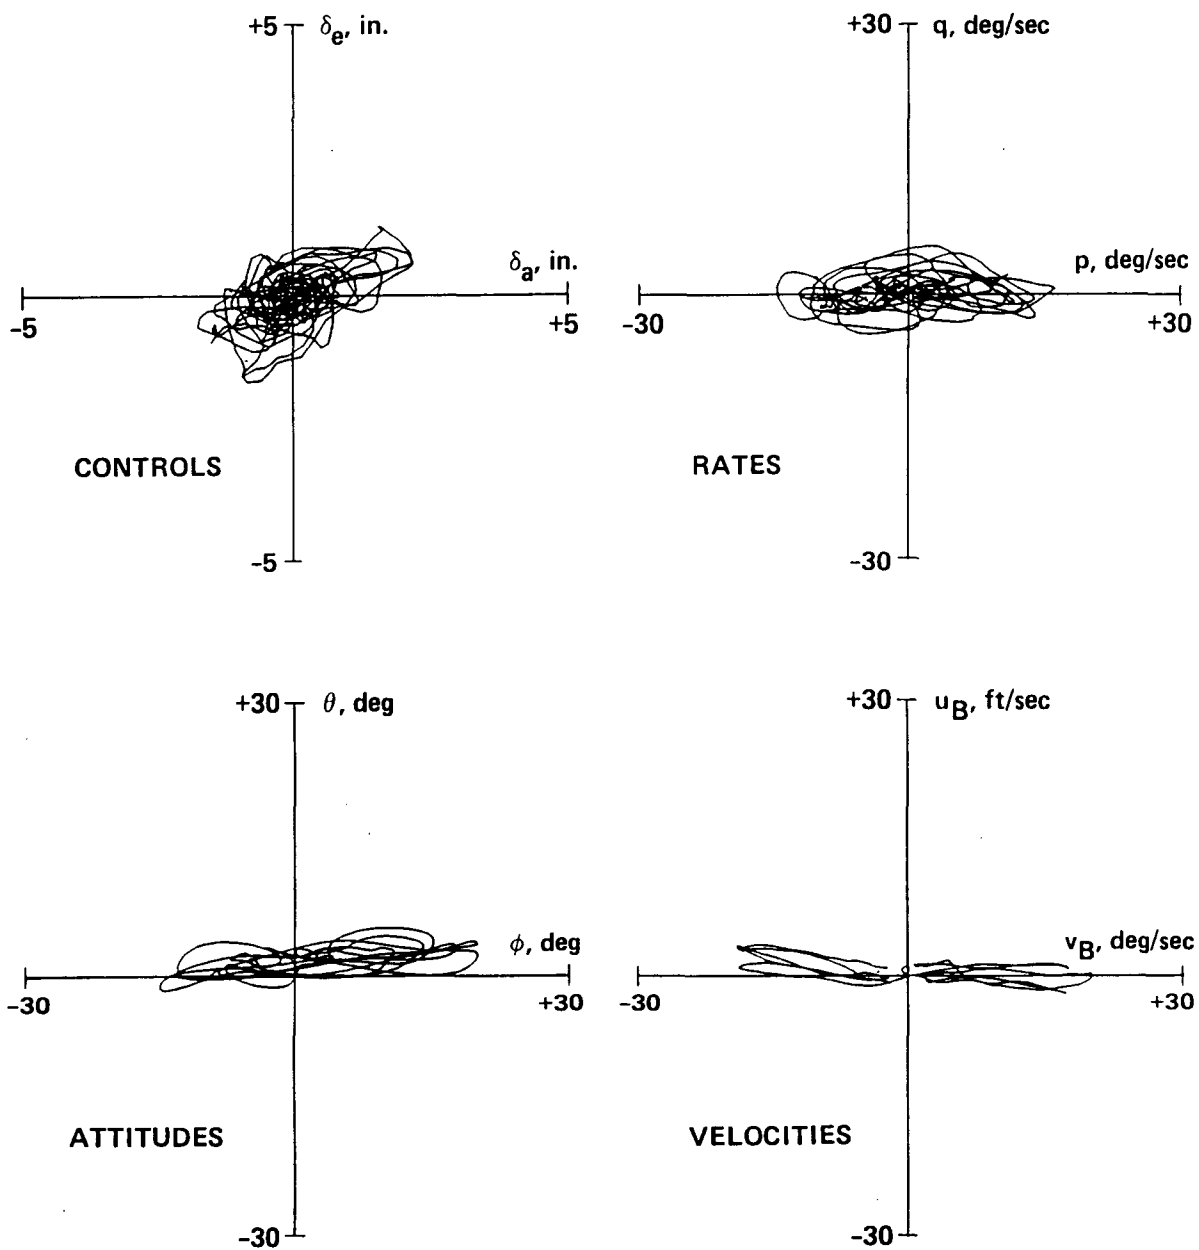 +5 δe, in.
δa, in.
-5 +5
CONTROLS
-5
+30 q, deg/sec
p, deg/sec
-30 +30
RATES
-30
+30 θ, deg
ϕ, deg
-30 +30
ATTITUDES
-30
+30 uB, ft/sec
vB, deg/sec
-30 +30
VELOCITIES
-30